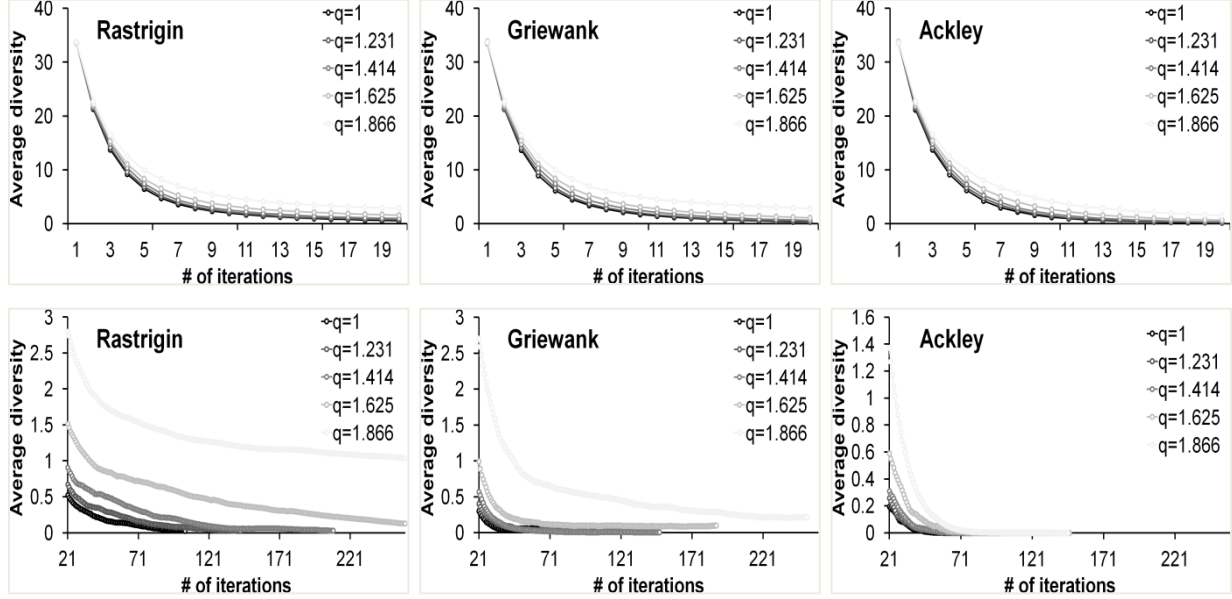 Rastrigin
q=1
q=1.231
q=1.414
q=1.625
q=1.866
40
30
20
10
0
Average diversity
1 3 5 7 9 11 13 15 17 19
# of iterations
Griewank
q=1
q=1.231
q=1.414
q=1.625
q=1.866
40
30
20
10
0
Average diversity
1 3 5 7 9 11 13 15 17 19
# of iterations
Ackley
q=1
q=1.231
q=1.414
q=1.625
q=1.866
40
30
20
10
0
Average diversity
1 3 5 7 9 11 13 15 17 19
# of iterations
Rastrigin
q=1
q=1.231
q=1.414
q=1.625
q=1.866
3
2.5
2
1.5
1
0.5
0
Average diversity
21 71 121 171 221
# of iterations
Griewank
q=1
q=1.231
q=1.414
q=1.625
q=1.866
3
2.5
2
1.5
1
0.5
0
Average diversity
21 71 121 171 221
# of iterations
Ackley
q=1
q=1.231
q=1.414
q=1.625
q=1.866
1.6
1.4
1.2
1
0.8
0.6
0.4
0.2
0
Average diversity
21 71 121 171 221
# of iterations